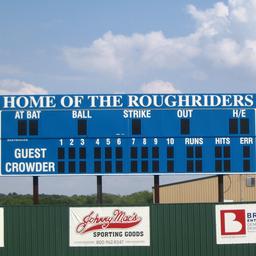 HOME OF THE ROUGHRIDERS
AT BAT BALL STRIKE OUT H/E
1 2 3 4 5 6 7 8 9 10 RUNS HITS ERR
GUEST
CROWDER
Johnny Mac's
SPORTING GOODS
B